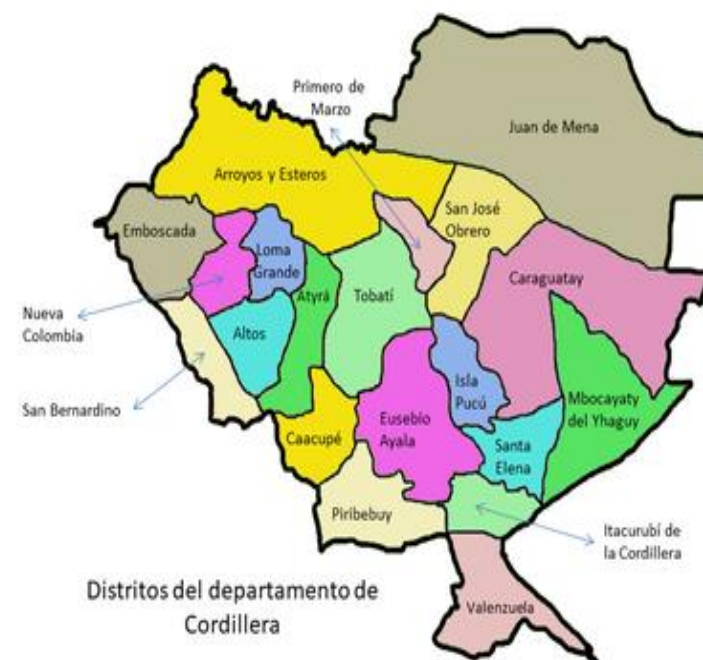 Primero de
Marzo
Juan de Mena
Arroyos y Esteros
San José
Obrero
Emboscada
Loma
Grande
Caraguatay
Atyrá
Tobatí
Nueva
Colombia
Altos
San Bernardino
Isla
Pucú
Mbocayaty
del Yhaguy
Eusebio
Ayala
Caacupé
Santa
Elena
Piribebuy
Itacurubí de
la Cordillera
Distritos del departamento de
Cordillera
Valenzuela